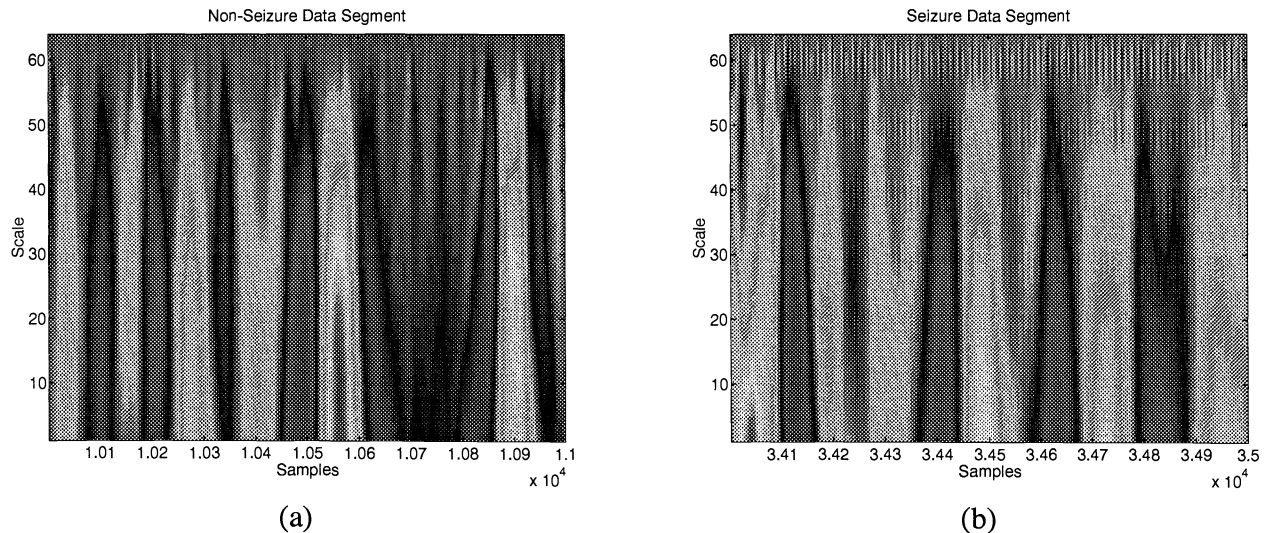 Non-Seizure Data Segment
Scale
60
50
40
30
20
10
1.01 1.02 1.03 1.04 1.05 1.06 1.07 1.08 1.09 1.1
Samples
x 10^4
(a)
Seizure Data Segment
Scale
60
50
40
30
20
10
3.41 3.42 3.43 3.44 3.45 3.46 3.47 3.48 3.49 3.5
Samples
x 10^4
(b)